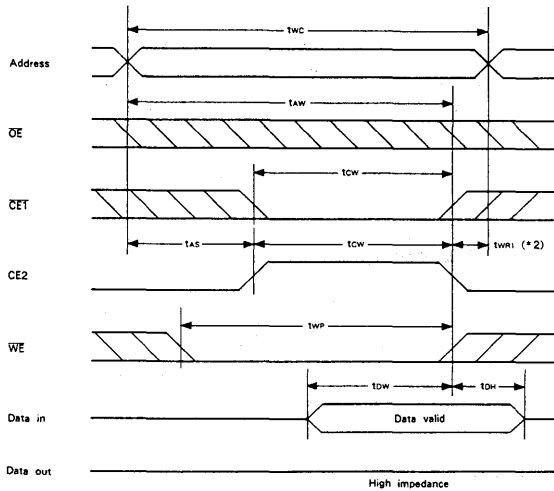 tWC
Address
tAW
OE
tCW
CE1
tAS
tCW
tWR1 (*2)
CE2
tWP
WE
tDW
tDH
Data in
Data valid
Data out
High impedance